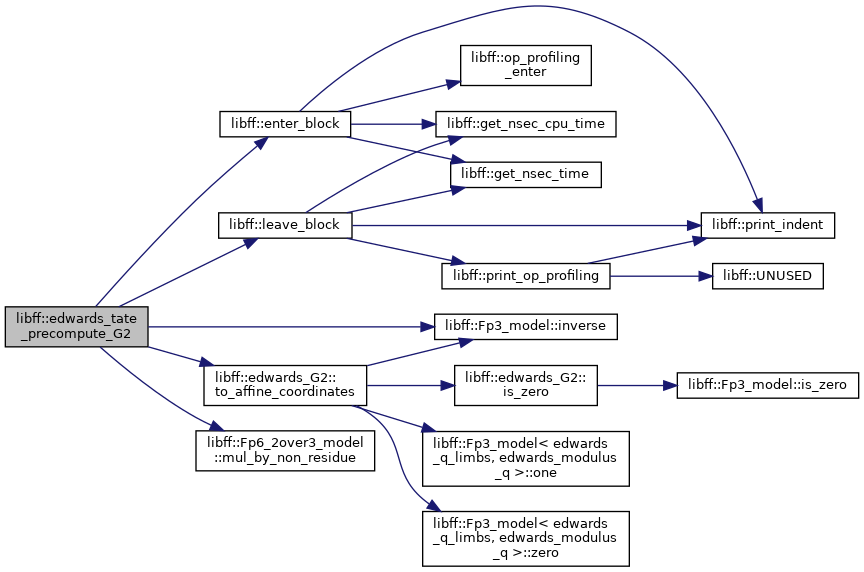 libff::op_profiling
_enter
libff::enter_block
libff::get_nsec_cpu_time
libff::get_nsec_time
libff::leave_block
libff::print_indent
libff::print_op_profiling
libff::UNUSED
libff::edwards_tate
_precompute_G2
libff::Fp3_model::inverse
libff::edwards_G2::
to_affine_coordinates
libff::edwards_G2::
is_zero
libff::Fp3_model::is_zero
libff::Fp6_2over3_model
::mul_by_non_residue
libff::Fp3_model< edwards
_q_limbs, edwards_modulus
_q >::one
libff::Fp3_model< edwards
_q_limbs, edwards_modulus
_q >::zero